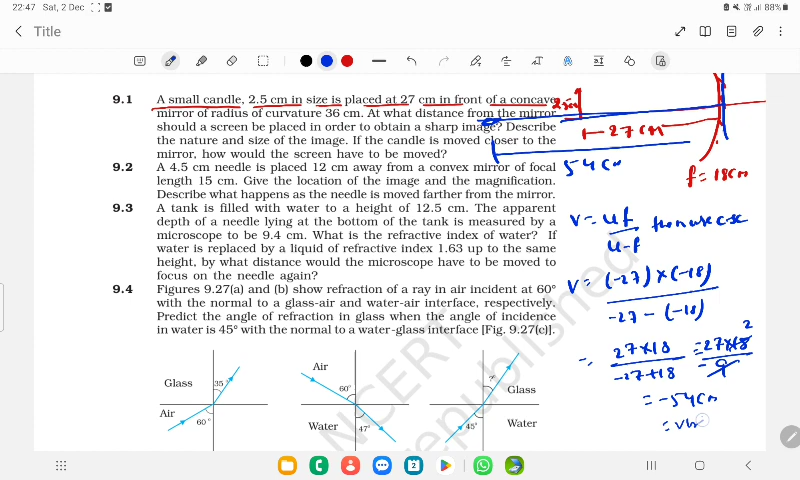 22:47 Sat, 2 Dec
88%
Title
9.1 A small candle, 2.5 cm in size is placed at 27 cm in front of a concave
mirror of radius of curvature 36 cm. At what distance from the mirror
should a screen be placed in order to obtain a sharp image? Describe
the nature and size of the image. If the candle is moved closer to the
mirror, how would the screen have to be moved?
9.2 A 4.5 cm needle is placed 12 cm away from a convex mirror of focal
length 15 cm. Give the location of the image and the magnification.
Describe what happens as the needle is moved farther from the mirror.
9.3 A tank is filled with water to a height of 12.5 cm. The apparent
depth of a needle lying at the bottom of the tank is measured by a
microscope to be 9.4 cm. What is the refractive index of water? If
water is replaced by a liquid of refractive index 1.63 up to the same
height, by what distance would the microscope have to be moved to
focus on the needle again?
9.4 Figures 9.27(a) and (b) show refraction of a ray in air incident at 60°
with the normal to a glass-air and water-air interface, respectively.
Predict the angle of refraction in glass when the angle of incidence
in water is 45° with the normal to a water-glass interface [Fig. 9.27(c)].
Glass
35°
Air
60°
Air
60°
Water
47°
?
Glass
45°
Water
NCERT
republished
27 cm
54 cm
f = 18cm
v = uf
u-f
v = (-27) × (-18)
-27 - (-18)
= 27×18
-27+18
= 27×18
2
9
= -54cm